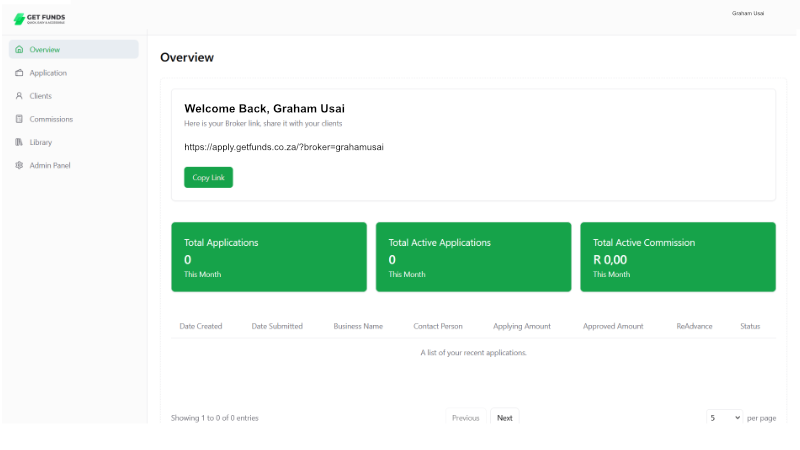 GET FUNDS
QUICK, EASY & ACCESSIBLE
Graham Usai
Overview
Application
Clients
Commissions
Library
Admin Panel
Overview
Welcome Back, Graham Usai
Here is your Broker link, share it with your clients
https://apply.getfunds.co.za/?broker=grahamusai
Copy Link
Total Applications
0
This Month
Total Active Applications
0
This Month
Total Active Commission
R 0,00
This Month
Date Created Date Submitted Business Name Contact Person Applying Amount Approved Amount ReAdvance Status
A list of your recent applications.
Showing 1 to 0 of 0 entries Previous Next 5 per page